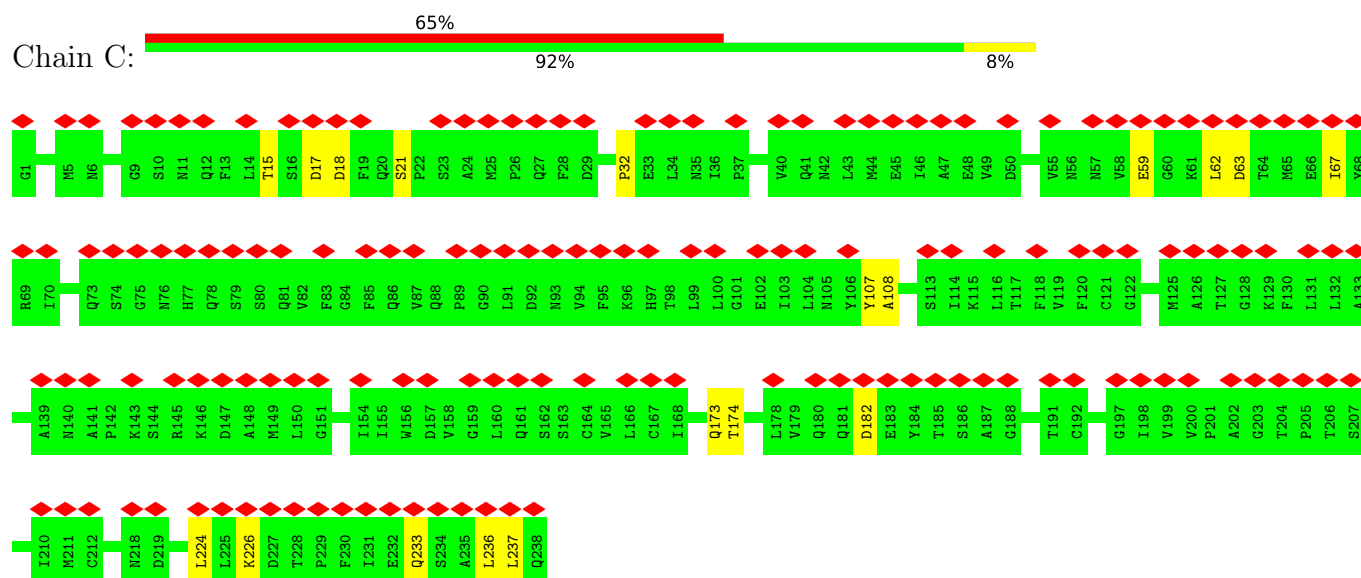 65%
Chain C:
92% 8%
G1 M5 N6 G9 S10 N11 Q12 F13 L14 T15 S16 D17 D18 F19 Q20 S21 P22 S23 A24 M25 P26 Q27 F28 D29 P32 E33 L34 N35 I36 P37 V40 Q41 N42 L43 M44 E45 I46 A47 E48 V49 D50 V55 N56 N57 V58 E59 G60 K61 L62 D63 T64 M65 E66 I67 Y68
R69 I70 Q73 S74 G75 N76 H77 Q78 S79 S80 Q81 V82 F83 G84 F85 Q86 V87 Q88 P89 G90 L91 D92 N93 V94 F95 K96 H97 T98 L99 L100 G101 E102 I103 L104 N105 Y106 Y107 A108 S113 I114 K115 L116 T117 F118 V119 F120 C121 G122 M125 A126 T127 G128 K129 F130 L131 L132 A133
A139 N140 A141 P142 K143 S144 R145 K146 D147 A148 M149 L150 G151 I154 I155 W156 D157 V158 G159 L160 Q161 S162 S163 C164 V165 L166 C167 I168 Q173 T174 L178 V179 Q180 Q181 D182 E183 Y184 T185 S186 A187 G188 T191 C192 G197 I198 V199 V200 P201 A202 G203 T204 P205 T206 S207
I210 M211 C212 N218 D219 L224 L225 K226 D227 T228 P229 F230 I231 E232 Q233 S234 A235 L236 L237 Q238